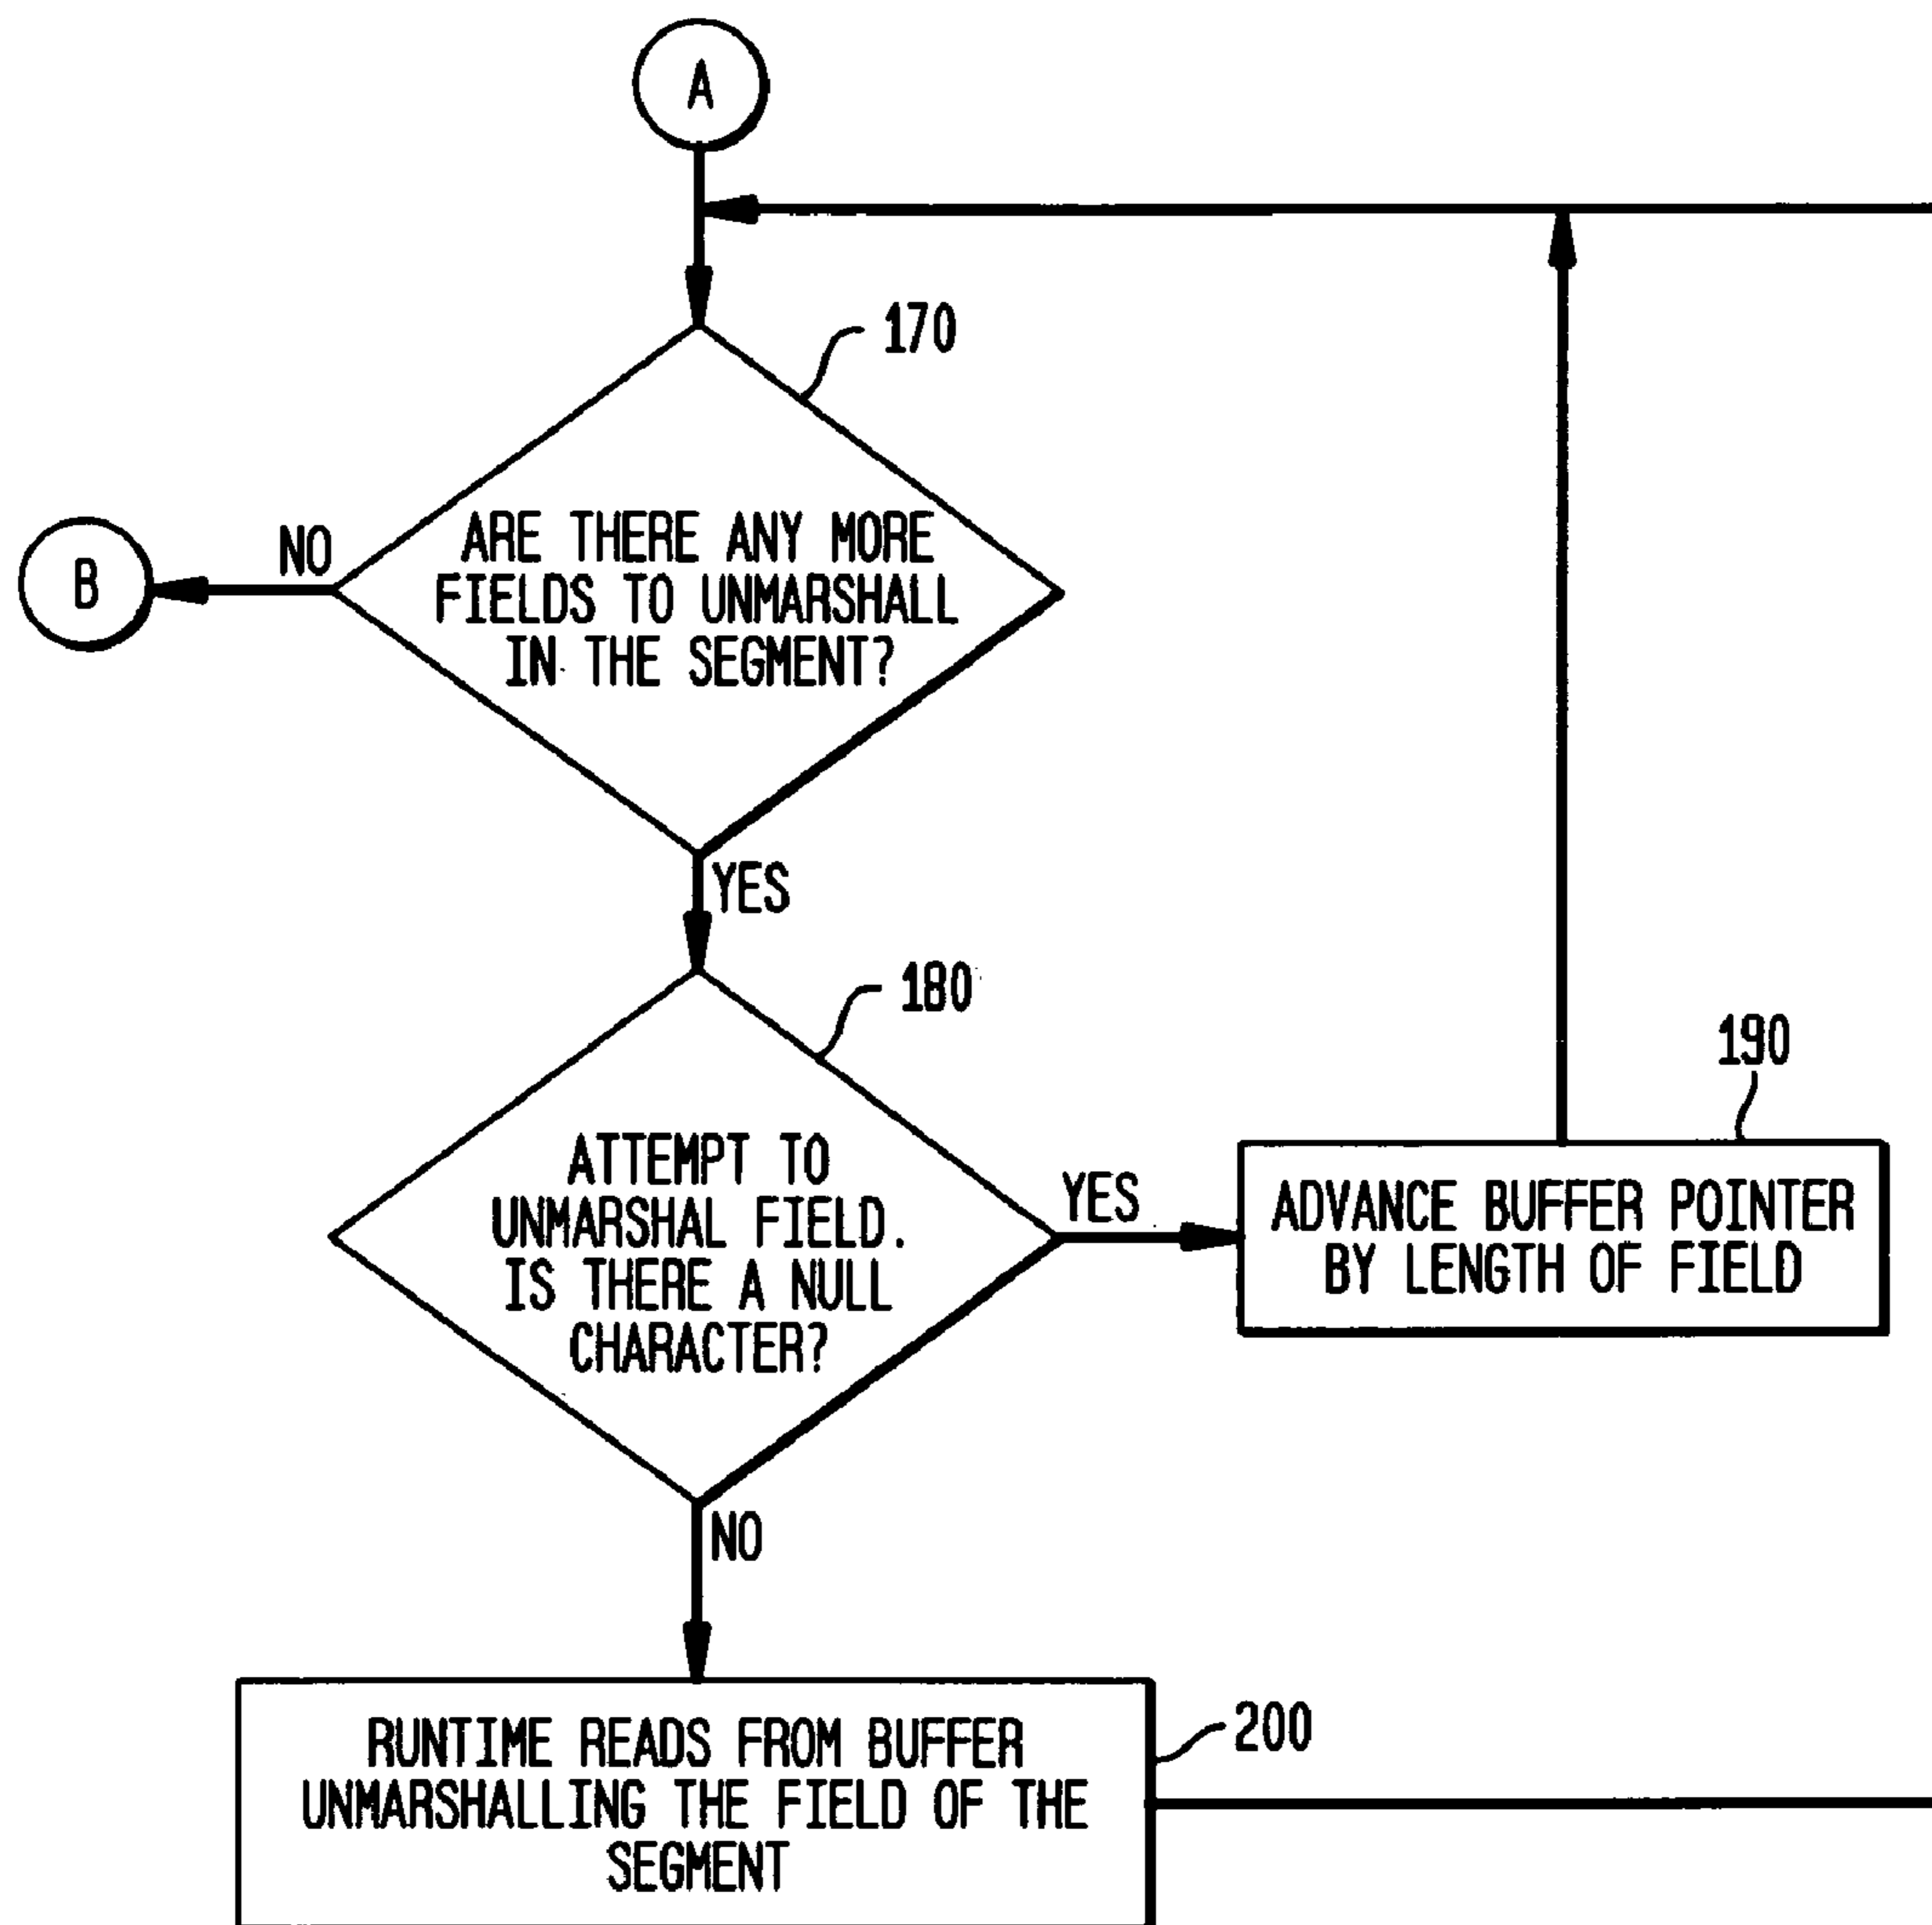 A
170
ARE THERE ANY MORE
FIELDS TO UNMARSHALL
IN THE SEGMENT?
NO
B
YES
180
ATTEMPT TO
UNMARSHAL FIELD.
IS THERE A NULL
CHARACTER?
YES
190
ADVANCE BUFFER POINTER
BY LENGTH OF FIELD
NO
RUNTIME READS FROM BUFFER
UNMARSHALLING THE FIELD OF THE
SEGMENT
200